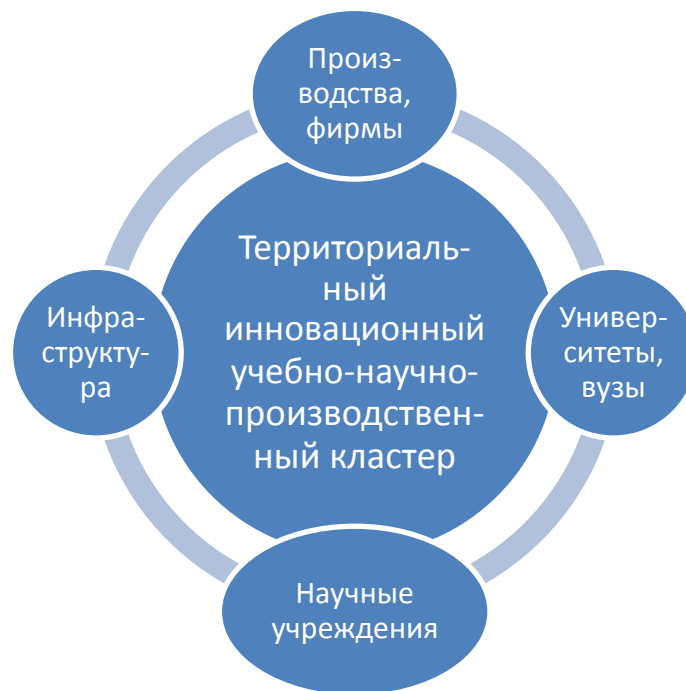 Произ-
водства,
фирмы
Территориаль-
ный
инновационный
учебно-научно-
производствен-
ный кластер
Инфра-
структу-
ра
Универ-
ситеты,
вузы
Научные
учреждения